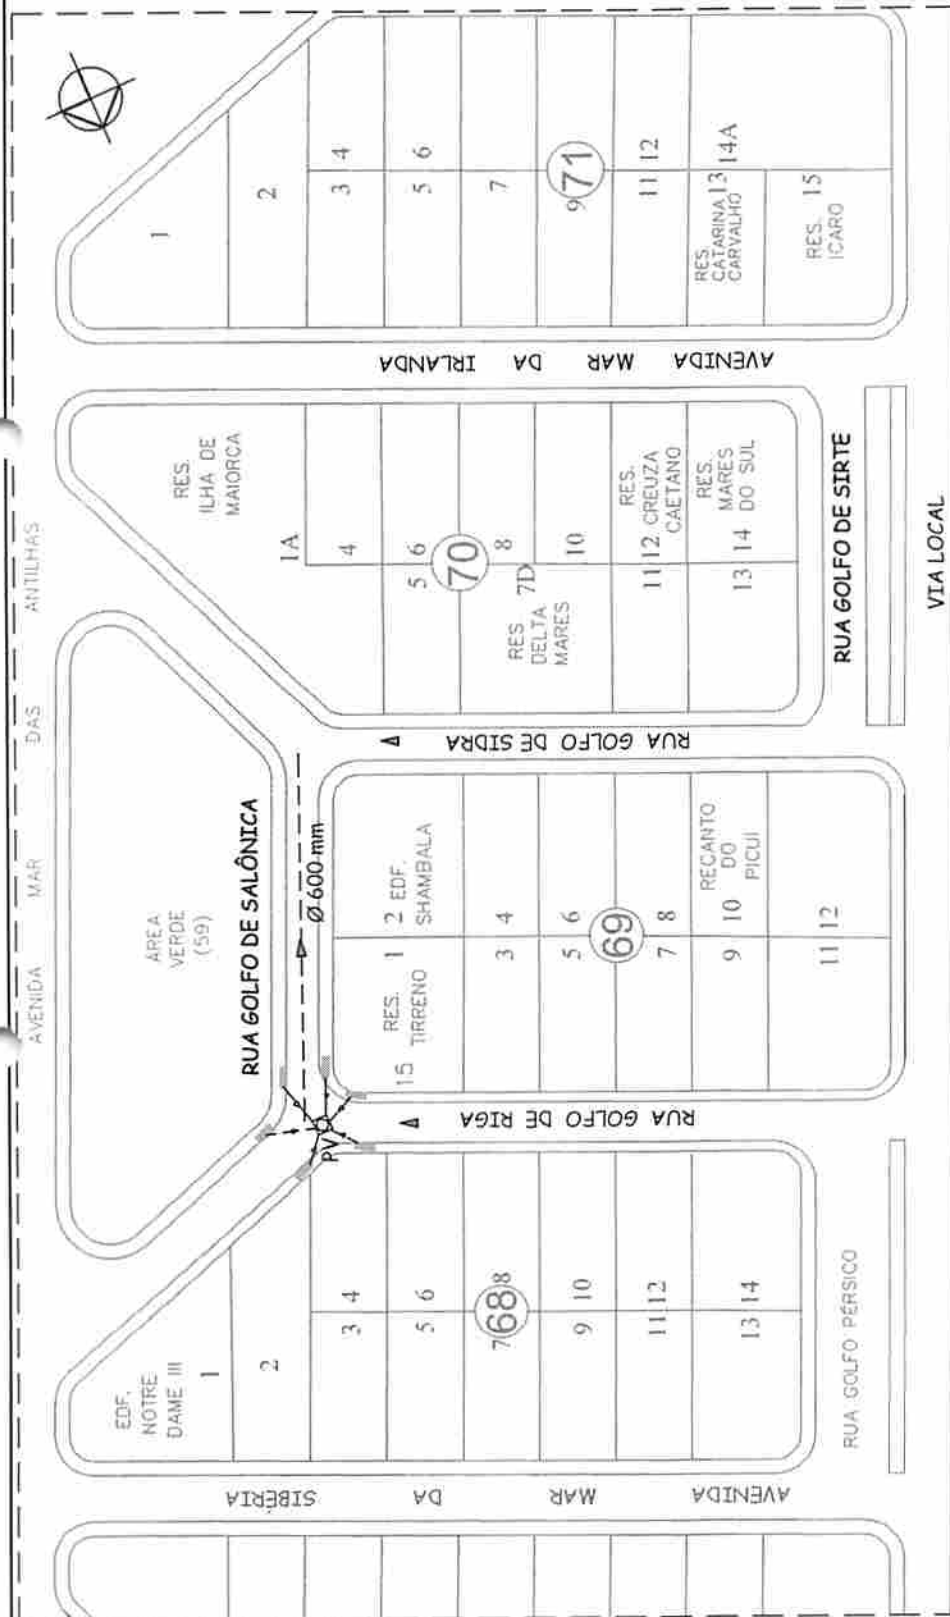 AVENIDA MAR DAS ANTILHAS
EDF.
NOTRE
DAME III
1
2
3 4
5 6
7 8
68
9 10
11 12
13 14
AVENIDA MAR DA SIBÉRIA
RUA GOLFO PÉRSICO
ÁREA
VERDE
(59)
RUA GOLFO DE SALÔNICA
Ø 600 mm
PV
RUA GOLFO DE RIGA
15
RES.
TIRRENO
1 2
EDF.
SHAMBALA
3 4
5 6
69
7 8
9 10
RECANTO
DO
PICUI
11 12
RUA GOLFO DE SIDRA
RES.
ILHA DE
MAIORCA
1A
4
5 6
70
7D 8
RES
DELTA
MARES
10
11 12
RES.
CREUZA
CAETANO
13 14
RES.
MARES
DO SUL
RUA GOLFO DE SIRTE
VIA LOCAL
AVENIDA MAR DA IRLANDA
1
2
3 4
5 6
7
9
71
11 12
RES.
CATARINA
CARVALHO
13 14A
RES.
ICARO
15